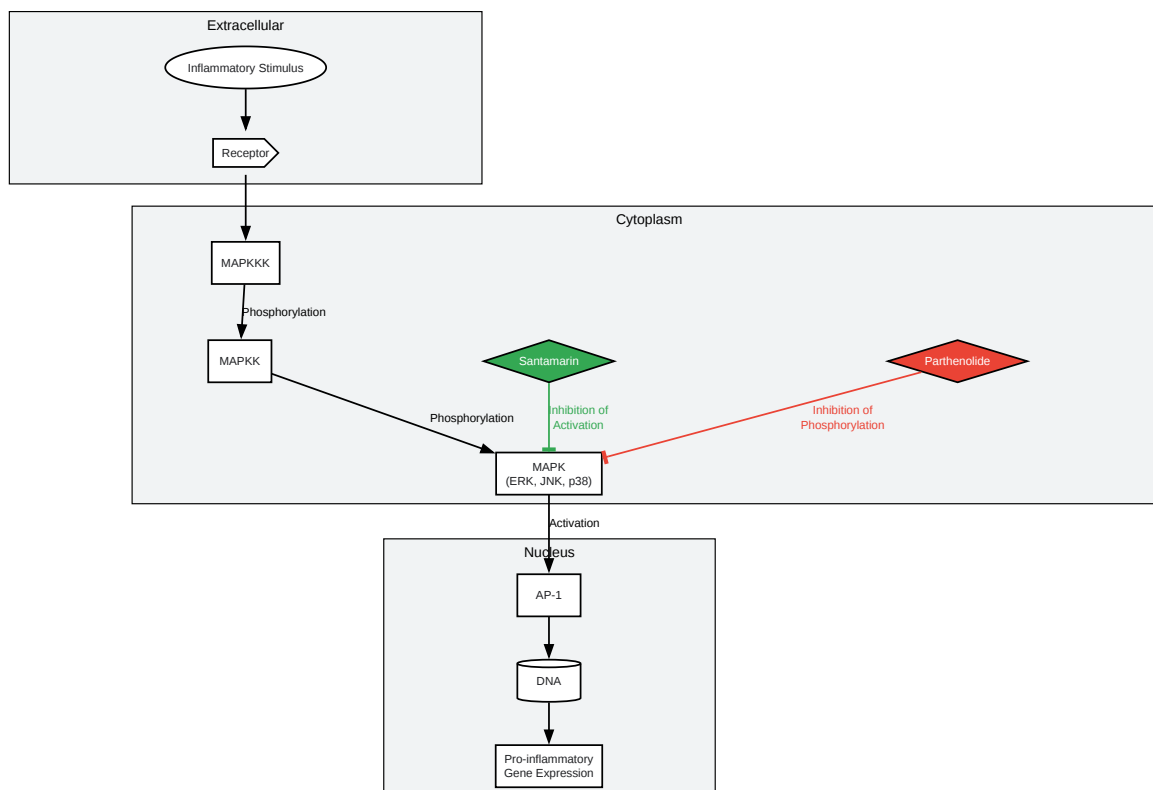 Extracellular
Inflammatory Stimulus
Receptor
Cytoplasm
MAPKKK
Phosphorylation
MAPKK
Santamarin
Parthenolide
Phosphorylation
Inhibition of
Activation
Inhibition of
Phosphorylation
MAPK
(ERK, JNK, p38)
Activation
Nucleus
AP-1
DNA
Pro-inflammatory
Gene Expression